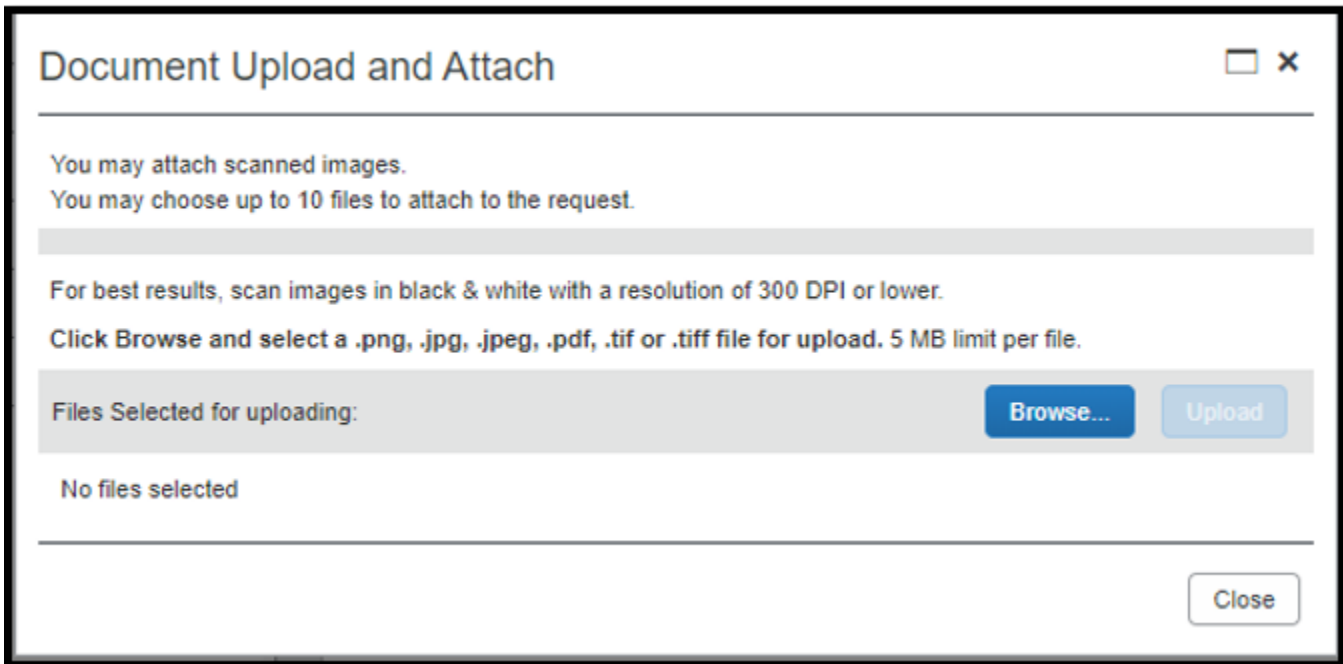 Document Upload and Attach
You may attach scanned images.
You may choose up to 10 files to attach to the request.
For best results, scan images in black & white with a resolution of 300 DPI or lower.
Click Browse and select a .png, .jpg, .jpeg, .pdf, .tif or .tiff file for upload. 5 MB limit per file.
Files Selected for uploading: Browse... Upload
No files selected
Close